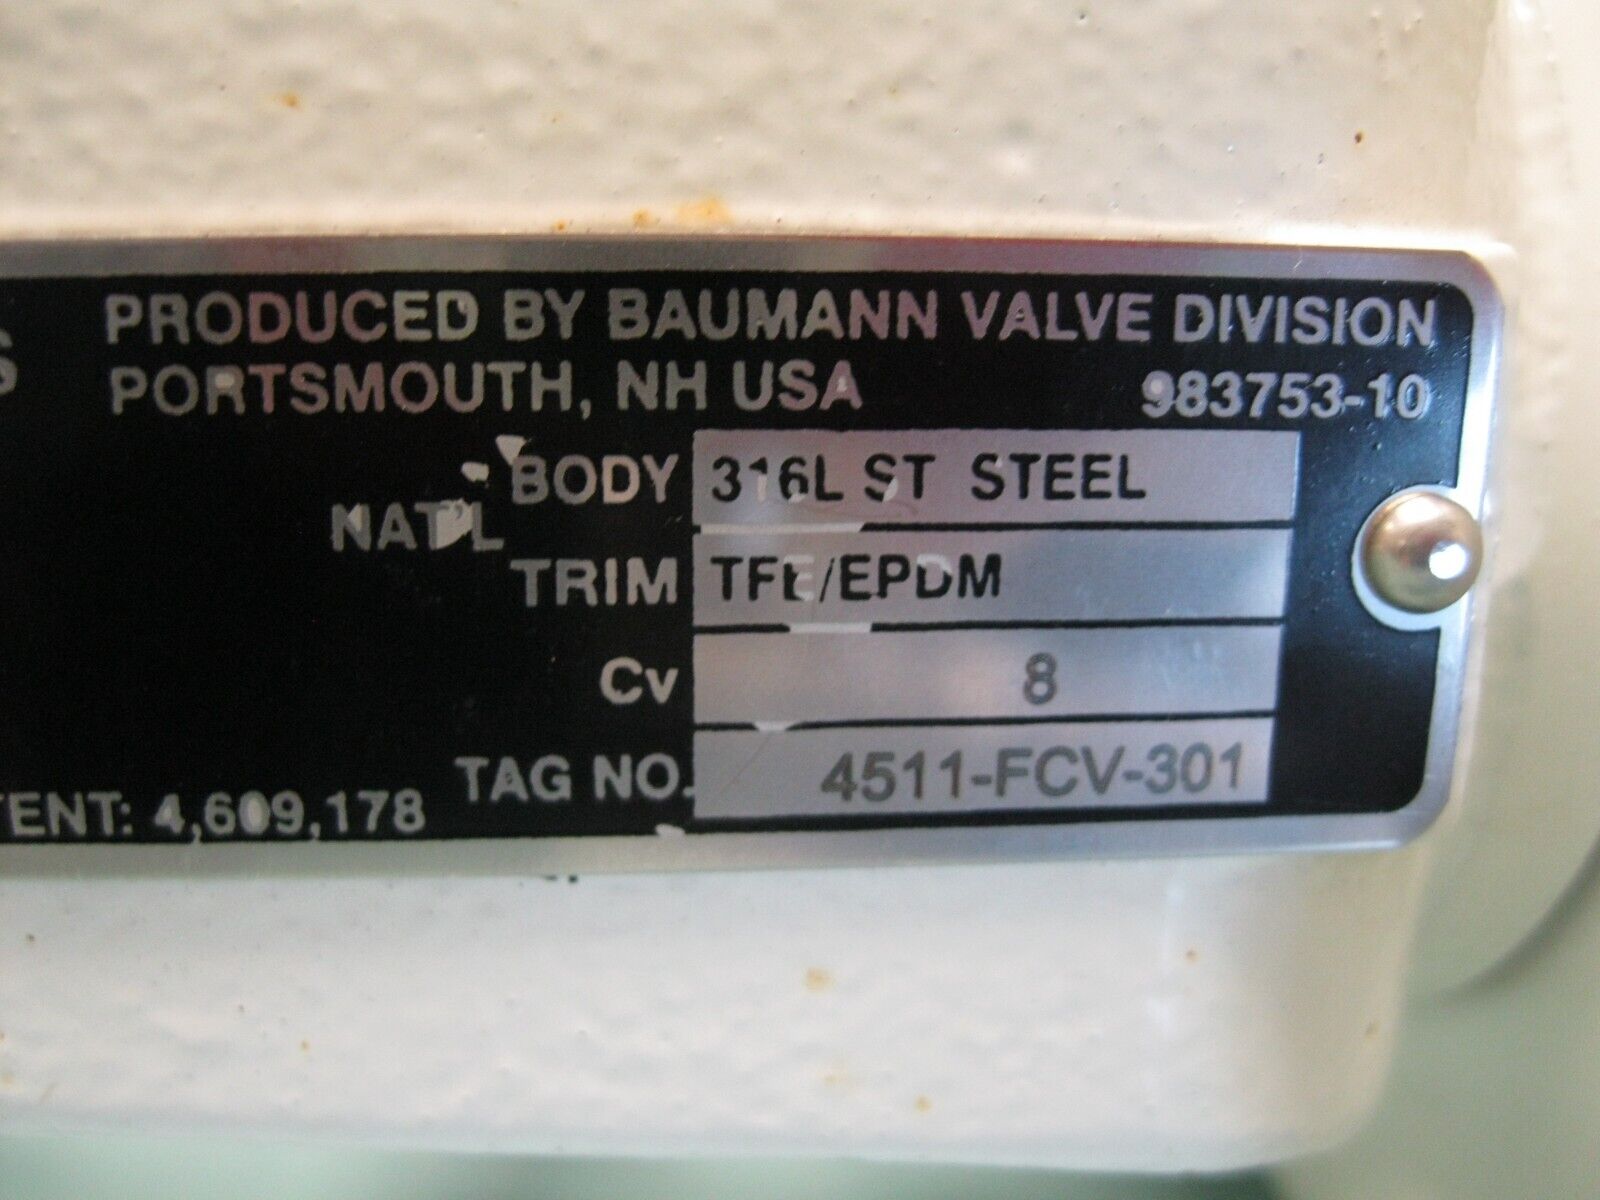 S PRODUCED BY BAUMANN VALVE DIVISION
PORTSMOUTH, NH USA 983753-10
BODY 316L ST STEEL
NAT'L
TRIM TFE/EPDM
Cv 8
TAG NO. 4511-FCV-301
TENT: 4,609,178